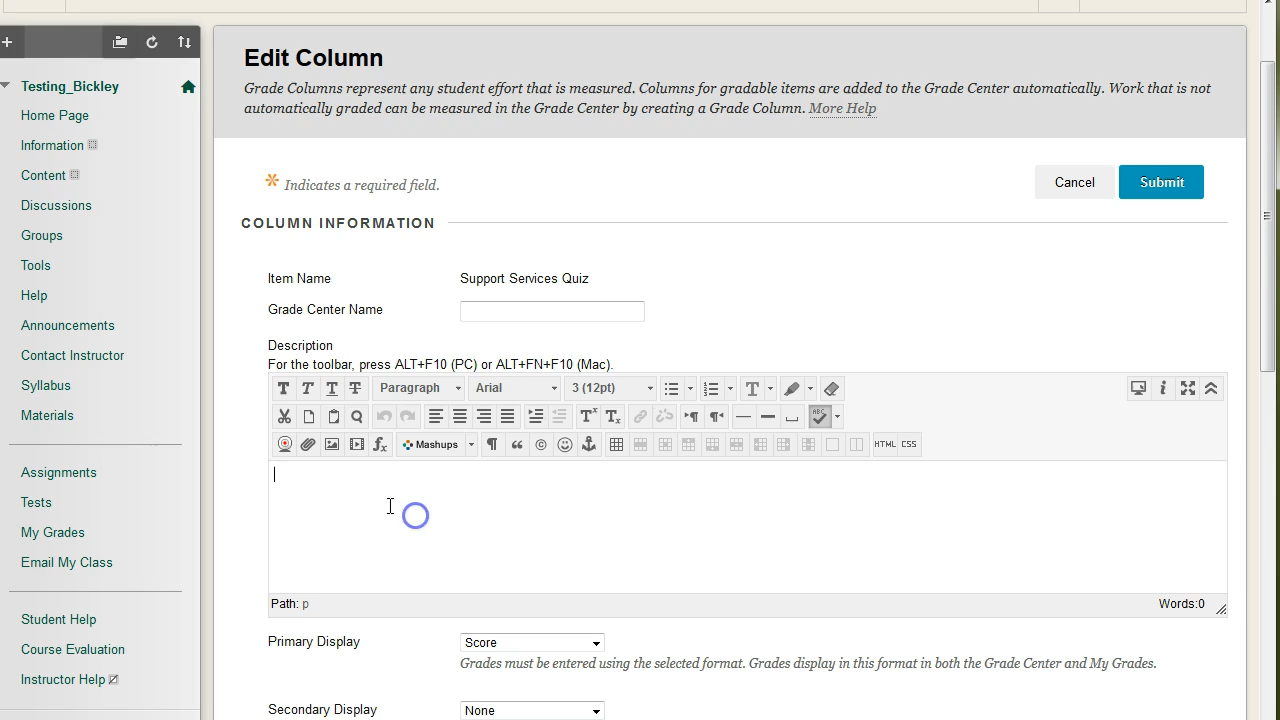 Testing_Bickley
Home Page
Information
Content
Discussions
Groups
Tools
Help
Announcements
Contact Instructor
Syllabus
Materials
Assignments
Tests
My Grades
Email My Class
Student Help
Course Evaluation
Instructor Help
Edit Column
Grade Columns represent any student effort that is measured. Columns for gradable items are added to the Grade Center automatically. Work that is not
automatically graded can be measured in the Grade Center by creating a Grade Column. More Help
* Indicates a required field.
Cancel Submit
COLUMN INFORMATION
Item Name Support Services Quiz
Grade Center Name
Description
For the toolbar, press ALT+F10 (PC) or ALT+FN+F10 (Mac).
T T T T Paragraph Arial 3 (12pt) T
ABC
Mashups HTML CSS
Path: p Words:0
Primary Display Score
Grades must be entered using the selected format. Grades display in this format in both the Grade Center and My Grades.
Secondary Display None